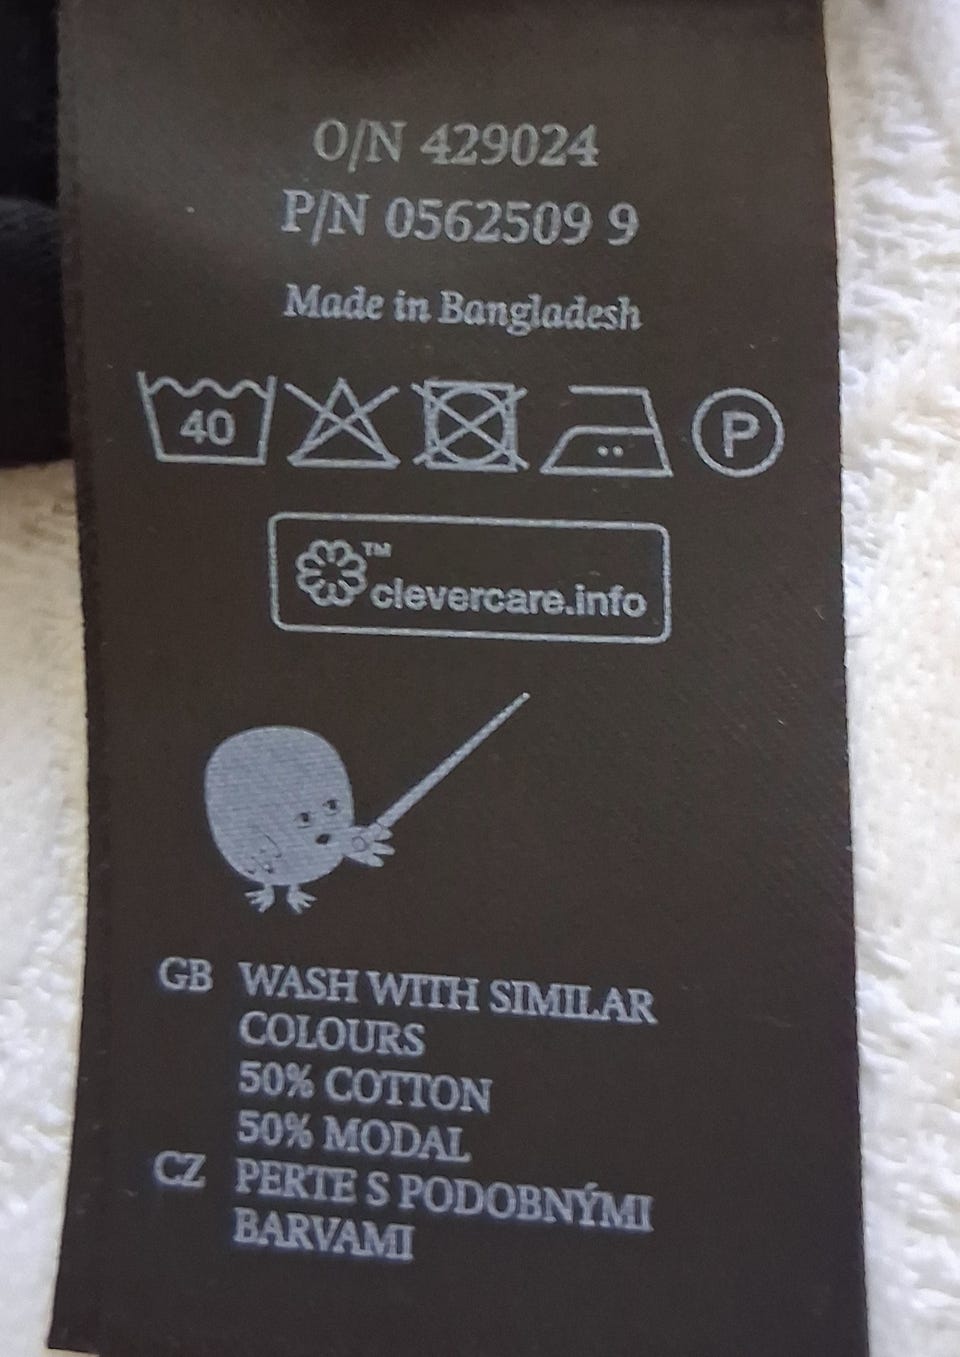 O/N 429024
P/N 0562509 9
Made in Bangladesh
40 P
™
clevercare.info
GB WASH WITH SIMILAR
COLOURS
50% COTTON
50% MODAL
CZ PERTE S PODOBNÝMI
BARVAMI